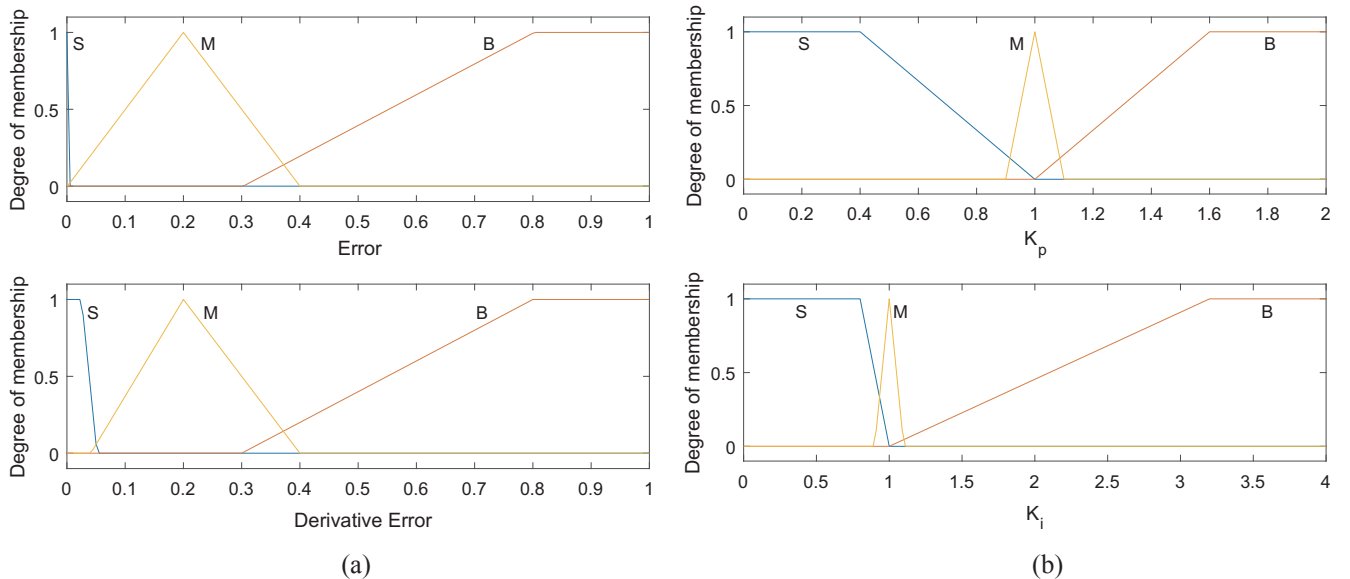 Degree of membership
1
0.5
0
S
M
B
0 0.1 0.2 0.3 0.4 0.5 0.6 0.7 0.8 0.9 1
Error
Degree of membership
1
0.5
0
S
M
B
0 0.1 0.2 0.3 0.4 0.5 0.6 0.7 0.8 0.9 1
Derivative Error
(a)
Degree of membership
1
0.5
0
S
M
B
0 0.2 0.4 0.6 0.8 1 1.2 1.4 1.6 1.8 2
K_p
Degree of membership
1
0.5
0
S
M
B
0 0.5 1 1.5 2 2.5 3 3.5 4
K_i
(b)